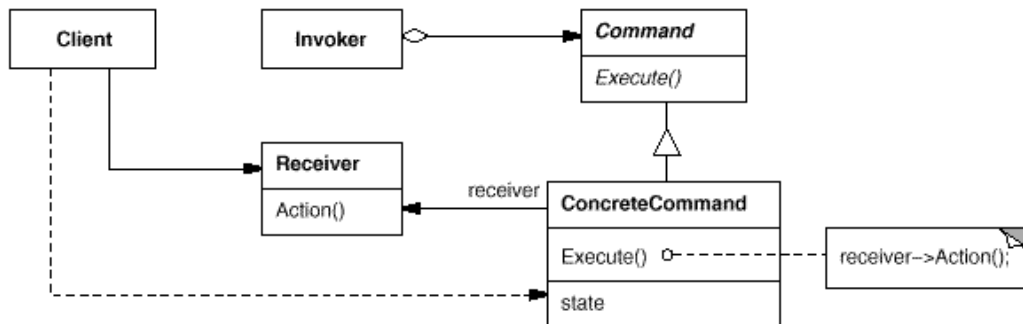 Client
Invoker
Command
Execute()
Receiver
Action()
receiver
ConcreteCommand
Execute()
receiver–>Action();
state